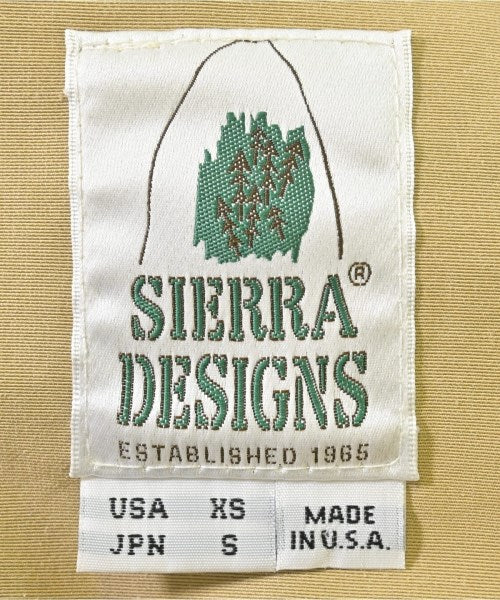 SIERRA®
DESIGNS
ESTABLISHED 1965
USA XS
JPN S
MADE
IN U.S.A.